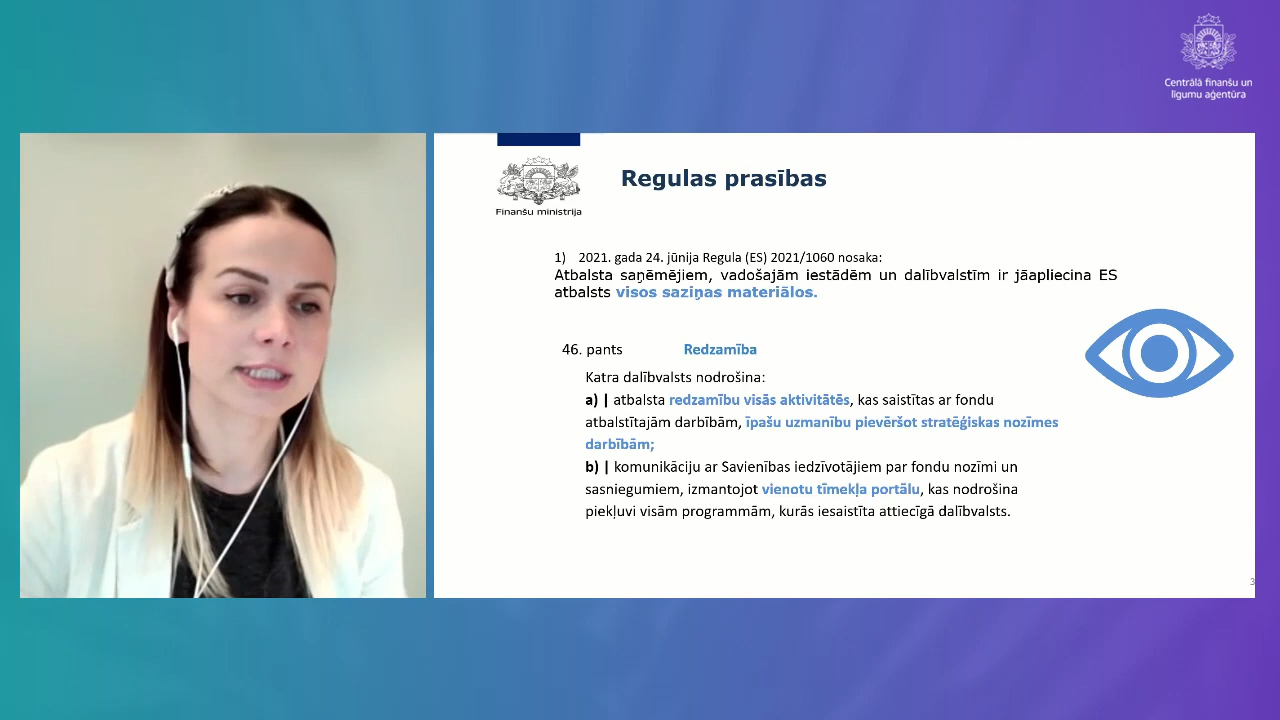 Centrālā finanšu un
līgumu aģentūra
Finanšu ministrija
Regulas prasības
1) 2021. gada 24. jūnija Regula (ES) 2021/1060 nosaka:
Atbalsta saņēmējiem, vadošajām iestādēm un dalībvalstīm ir jāapliecina ES
atbalsts visos saziņas materiālos.
46. pants Redzamība
Katra dalībvalsts nodrošina:
a) | atbalsta redzamību visās aktivitātēs, kas saistītas ar fondu
atbalstītajām darbībām, īpašu uzmanību pievēršot stratēģiskas nozīmes
darbībām;
b) | komunikāciju ar Savienības iedzīvotājiem par fondu nozīmi un
sasniegumiem, izmantojot vienotu tīmekļa portālu, kas nodrošina
piekļuvi visām programmām, kurās iesaistīta attiecīgā dalībvalsts.
3